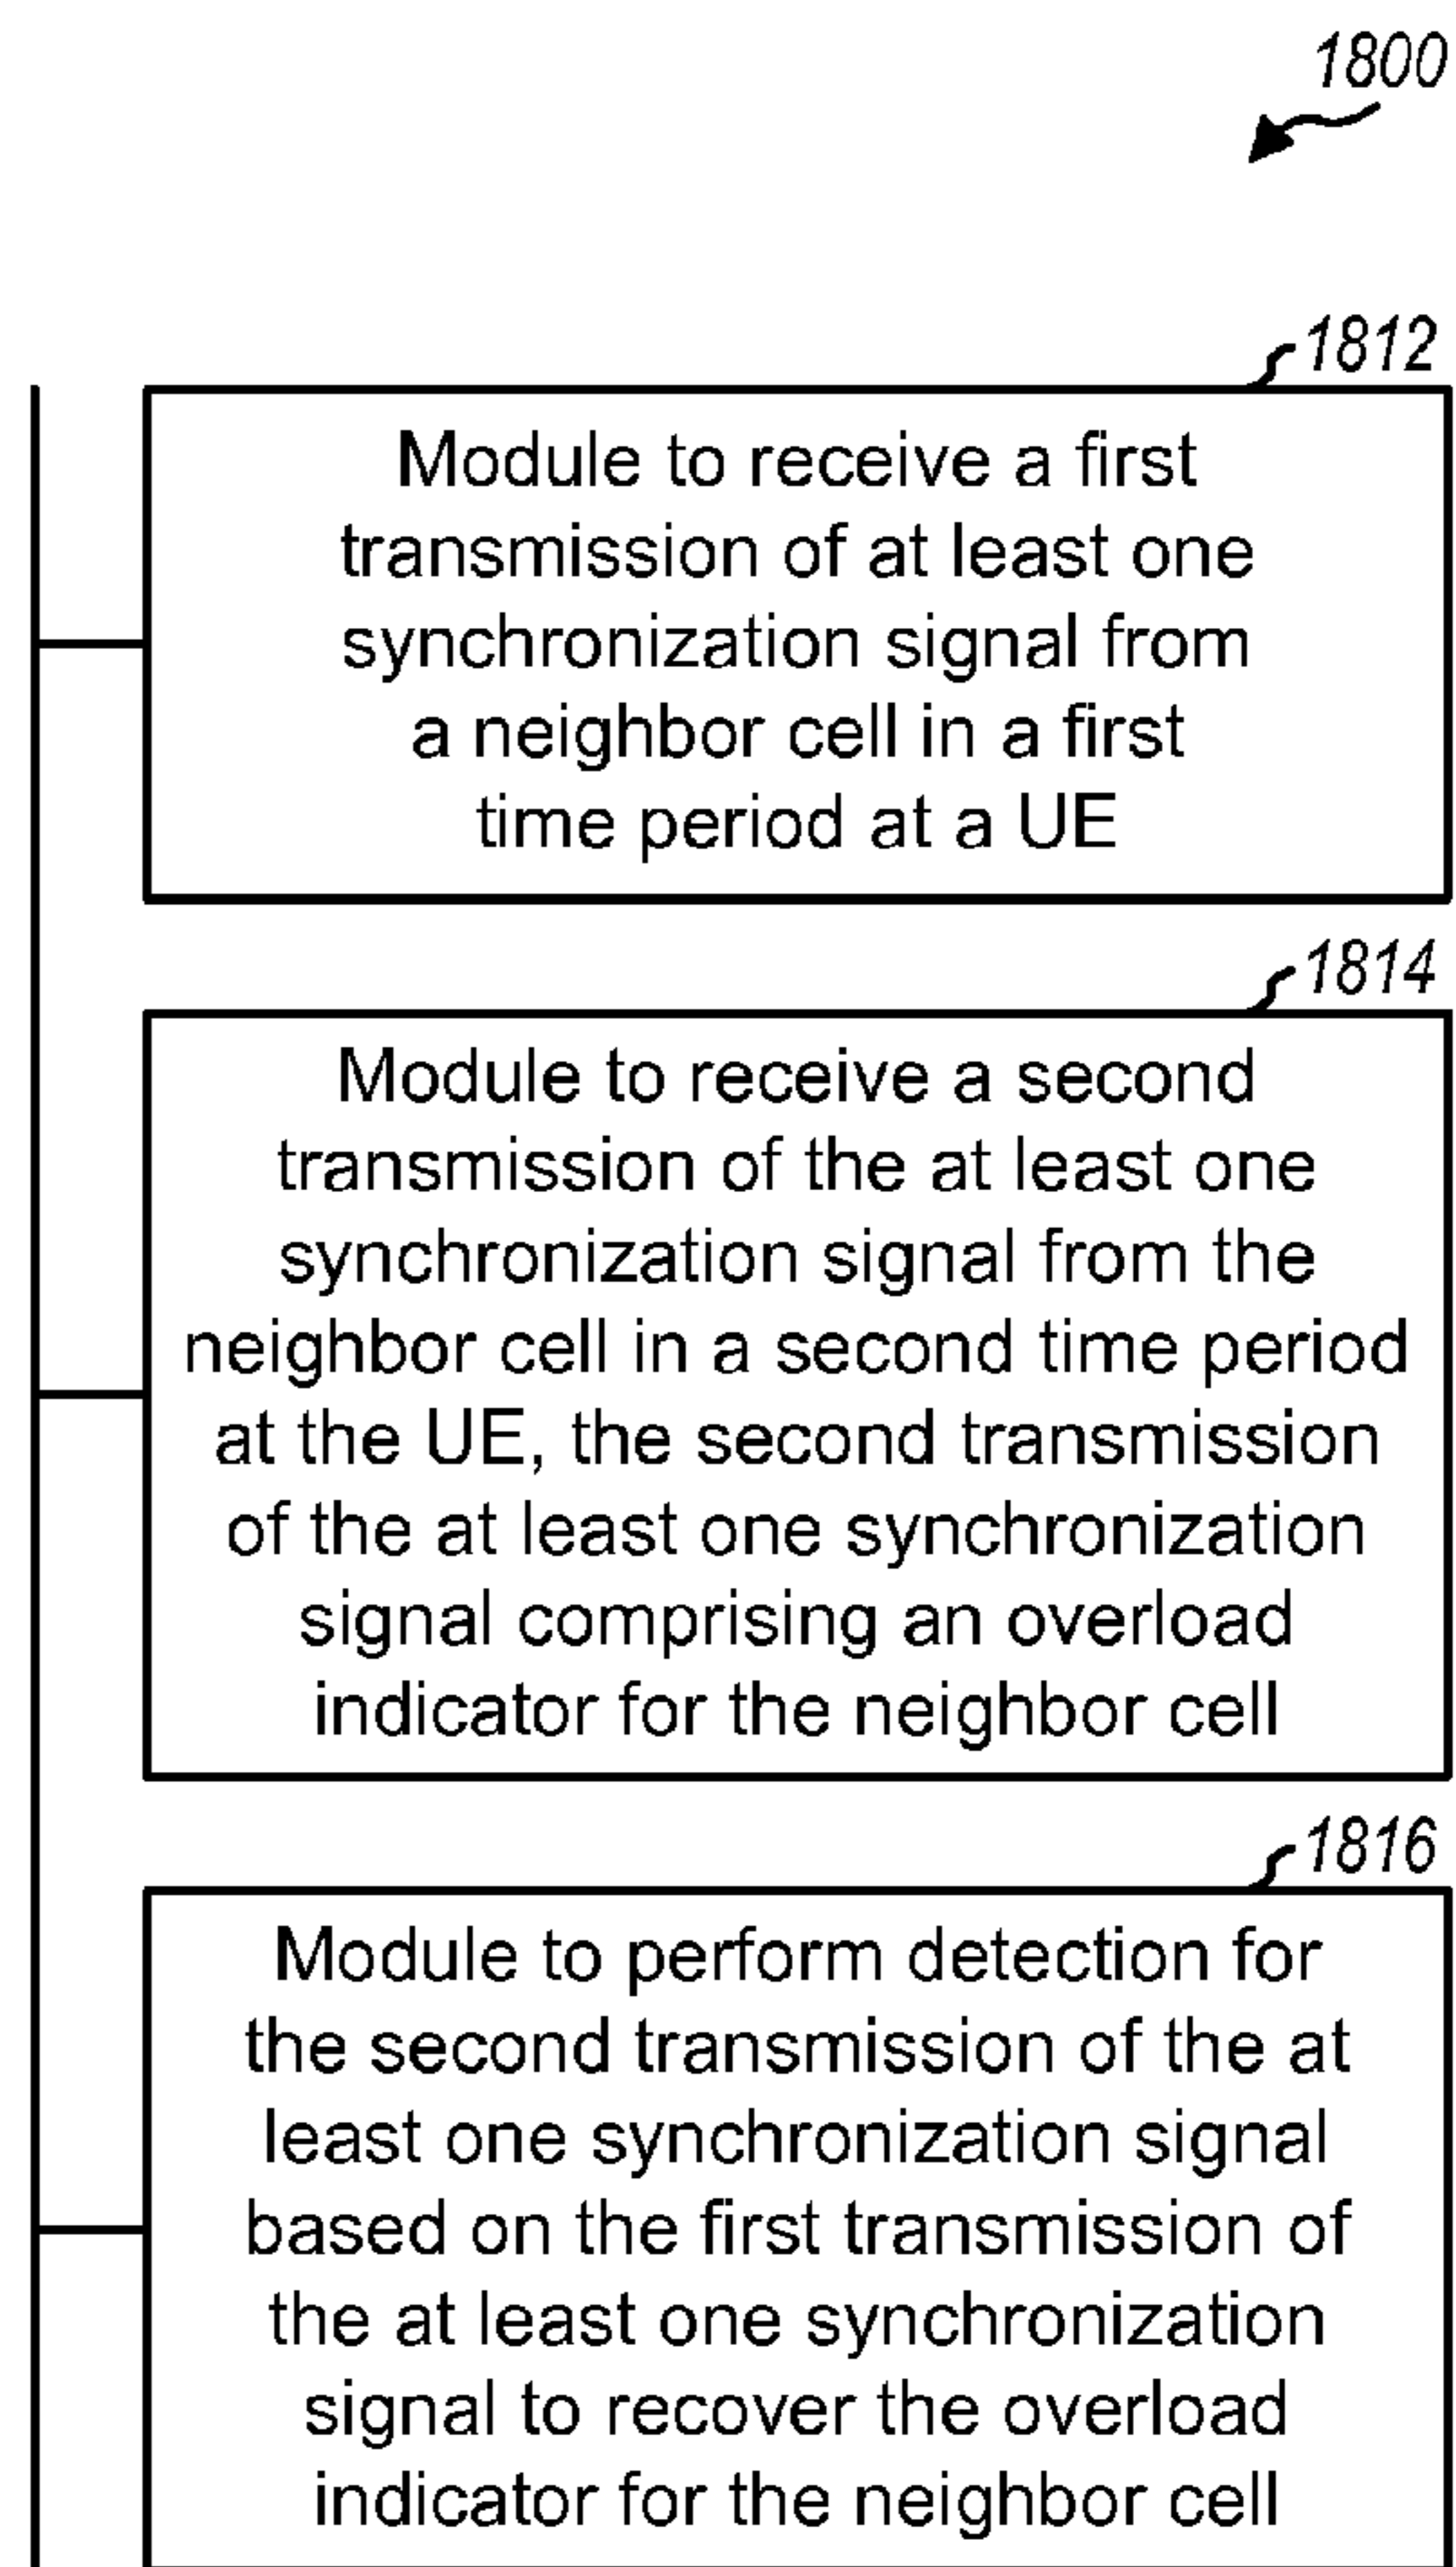 1800
1812
Module to receive a first
transmission of at least one
synchronization signal from
a neighbor cell in a first
time period at a UE
1814
Module to receive a second
transmission of the at least one
synchronization signal from the
neighbor cell in a second time period
at the UE, the second transmission
of the at least one synchronization
signal comprising an overload
indicator for the neighbor cell
1816
Module to perform detection for
the second transmission of the at
least one synchronization signal
based on the first transmission of
the at least one synchronization
signal to recover the overload
indicator for the neighbor cell